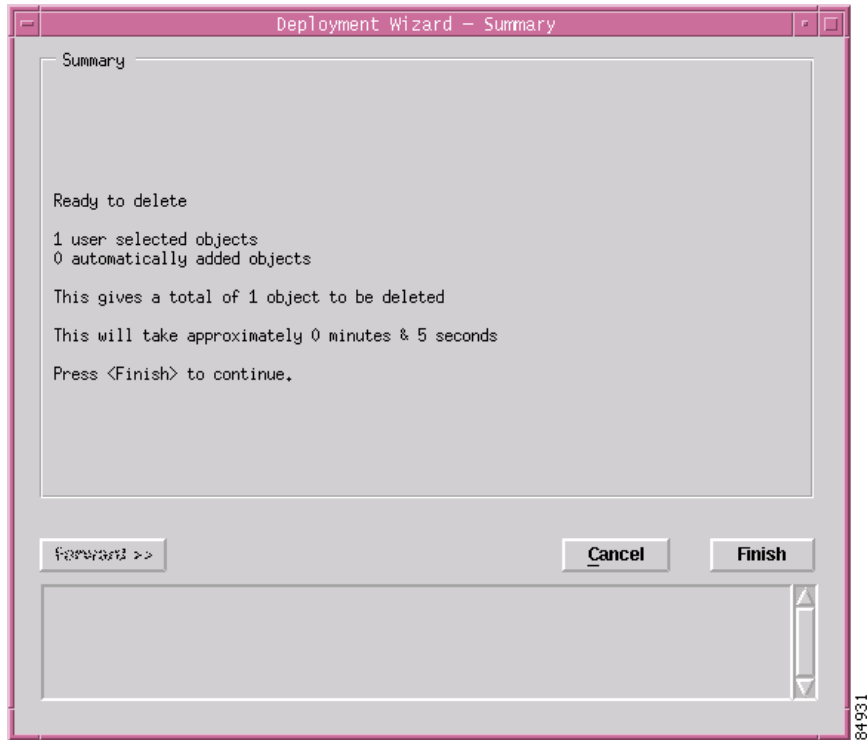 Deployment Wizard – Summary
Summary
Ready to delete
1 user selected objects
0 automatically added objects
This gives a total of 1 object to be deleted
This will take approximately 0 minutes & 5 seconds
Press <Finish> to continue.
Forward >>
Cancel
Finish
84931